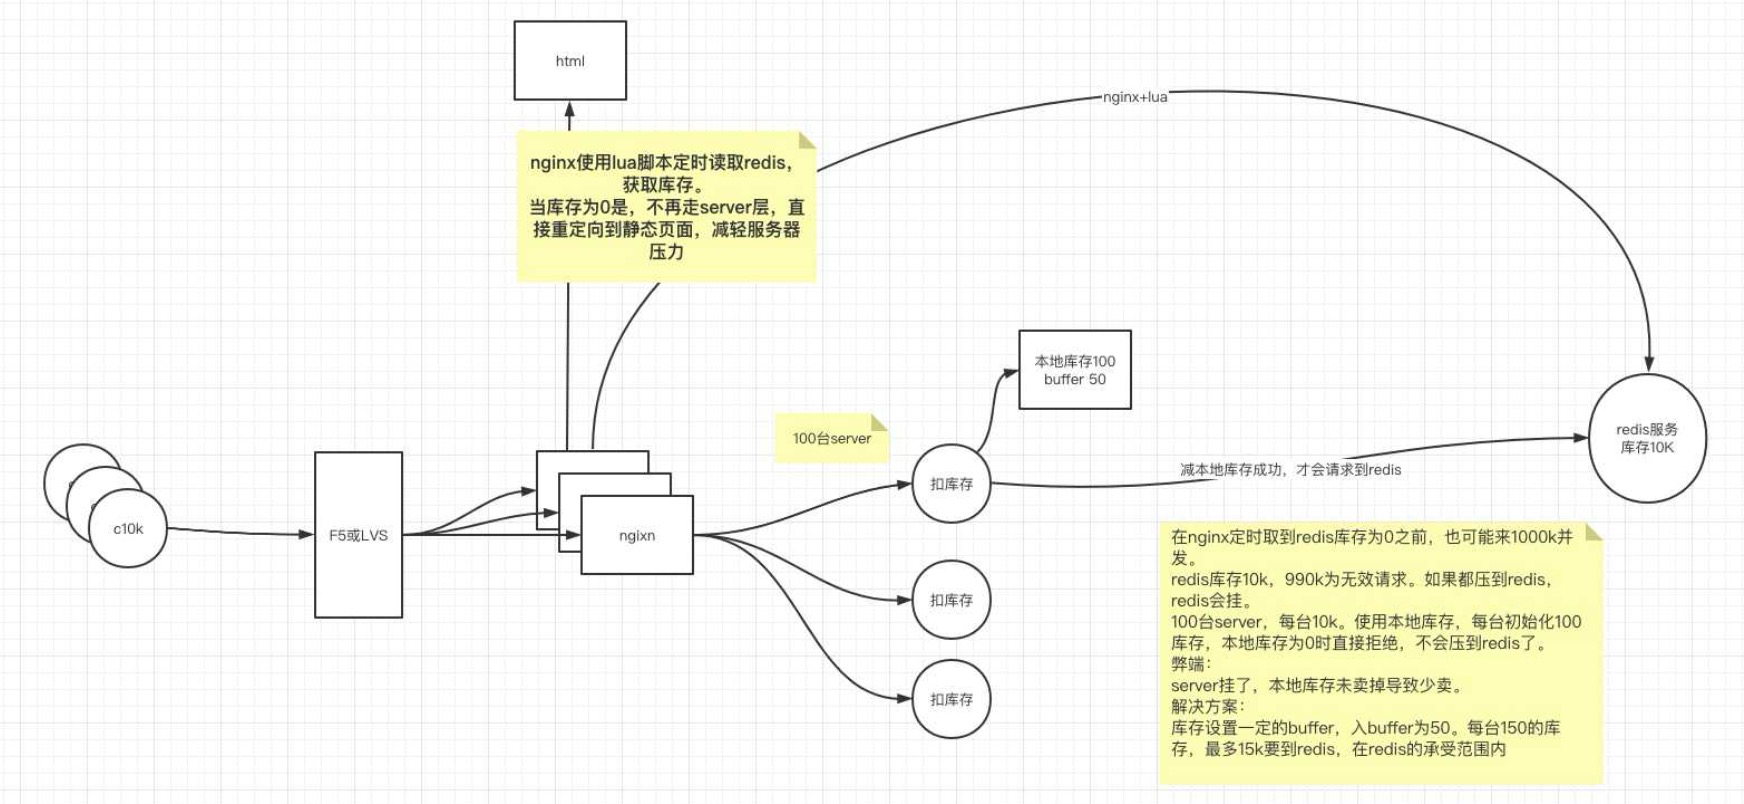 html
nginx+lua
nginx使用lua脚本定时读取redis，
获取库存。
当库存为0是，不再走server层，直
接重定向到静态页面，减轻服务器
压力
本地库存100
buffer 50
100台server
redis服务
库存10K
扣库存
减本地库存成功，才会请求到redis
c10k
F5或LVS
ngixn
扣库存
扣库存
在nginx定时取到redis库存为0之前，也可能来1000k并
发。
redis库存10k，990k为无效请求。如果都压到redis，
redis会挂。
100台server，每台10k。使用本地库存，每台初始化100
库存，本地库存为0时直接拒绝，不会压到redis了。
弊端：
server挂了，本地库存未卖掉导致少卖。
解决方案：
库存设置一定的buffer，入buffer为50。每台150的库
存，最多15k要到redis，在redis的承受范围内